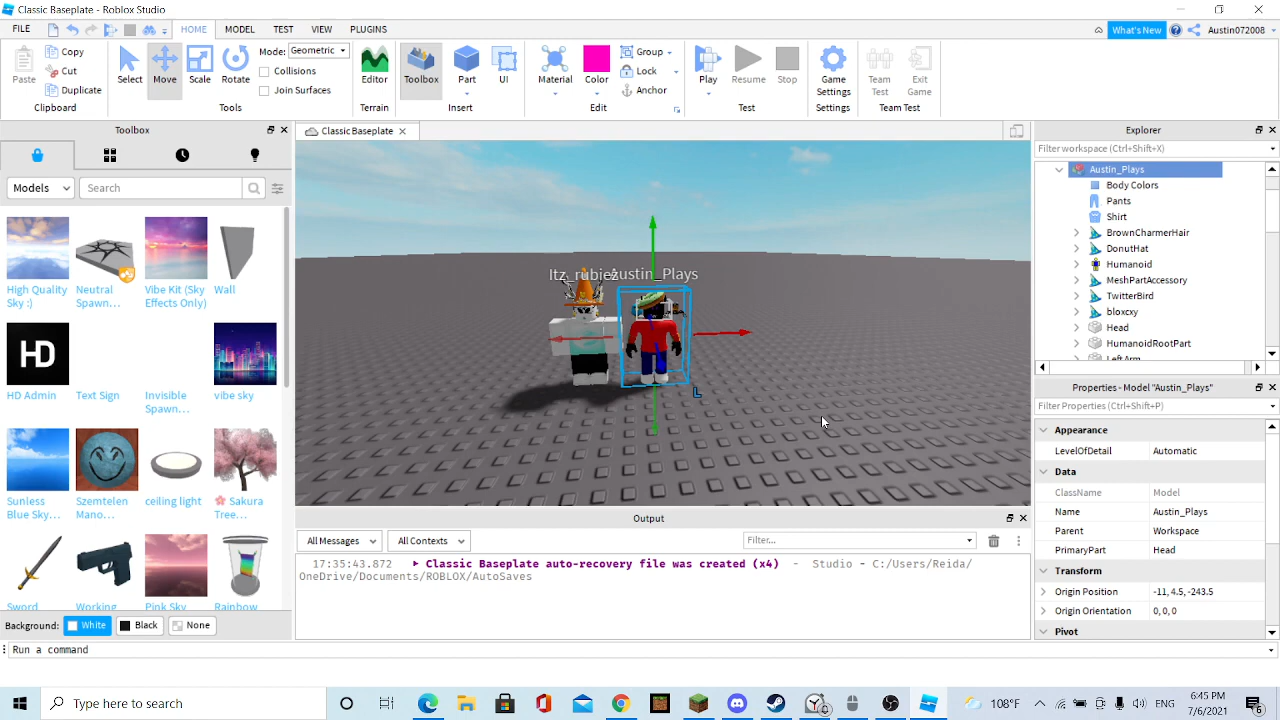 Classic Baseplate - Roblox Studio
FILE HOME MODEL TEST VIEW PLUGINS What's New Austin072008
Paste Copy Cut Duplicate Clipboard
Select Move Scale Rotate Mode: Geometric Collisions Join Surfaces Tools
Editor Terrain
Toolbox Part UI Insert
Material Color Group Lock Anchor Edit
Play Resume Stop Test
Game Settings Settings
Team Test Exit Game Team Test
Toolbox
Models Search
High Quality Sky :)
Neutral Spawn...
Vibe Kit (Sky Effects Only)
Wall
HD
HD Admin
Text Sign
Invisible Spawn...
vibe sky
Sunless Blue Sky...
Szemtelen Mano...
ceiling light
🌸 Sakura Tree...
Sword
Working
Pink Sky
Rainbow
Background: White Black None
Run a command
Classic Baseplate
Austin_Plays
L
Output
All Messages All Contexts Filter...
17:35:43.872 Classic Baseplate auto-recovery file was created (x4) - Studio - C:/Users/Reida/
OneDrive/Documents/ROBLOX/AutoSaves
Explorer
Filter workspace (Ctrl+Shift+X)
Austin_Plays
Body Colors
Pants
Shirt
BrownCharmerHair
DonutHat
Humanoid
MeshPartAccessory
TwitterBird
bloxcxy
Head
HumanoidRootPart
Left Arm
Properties - Model "Austin_Plays"
Filter Properties (Ctrl+Shift+P)
Appearance
LevelOfDetail Automatic
Data
ClassName Model
Name Austin_Plays
Parent Workspace
PrimaryPart Head
Transform
Origin Position -11, 4.5, -243.5
Origin Orientation 0, 0, 0
Pivot
Type here to search
108°F
6:45 PM
7/6/2021
6